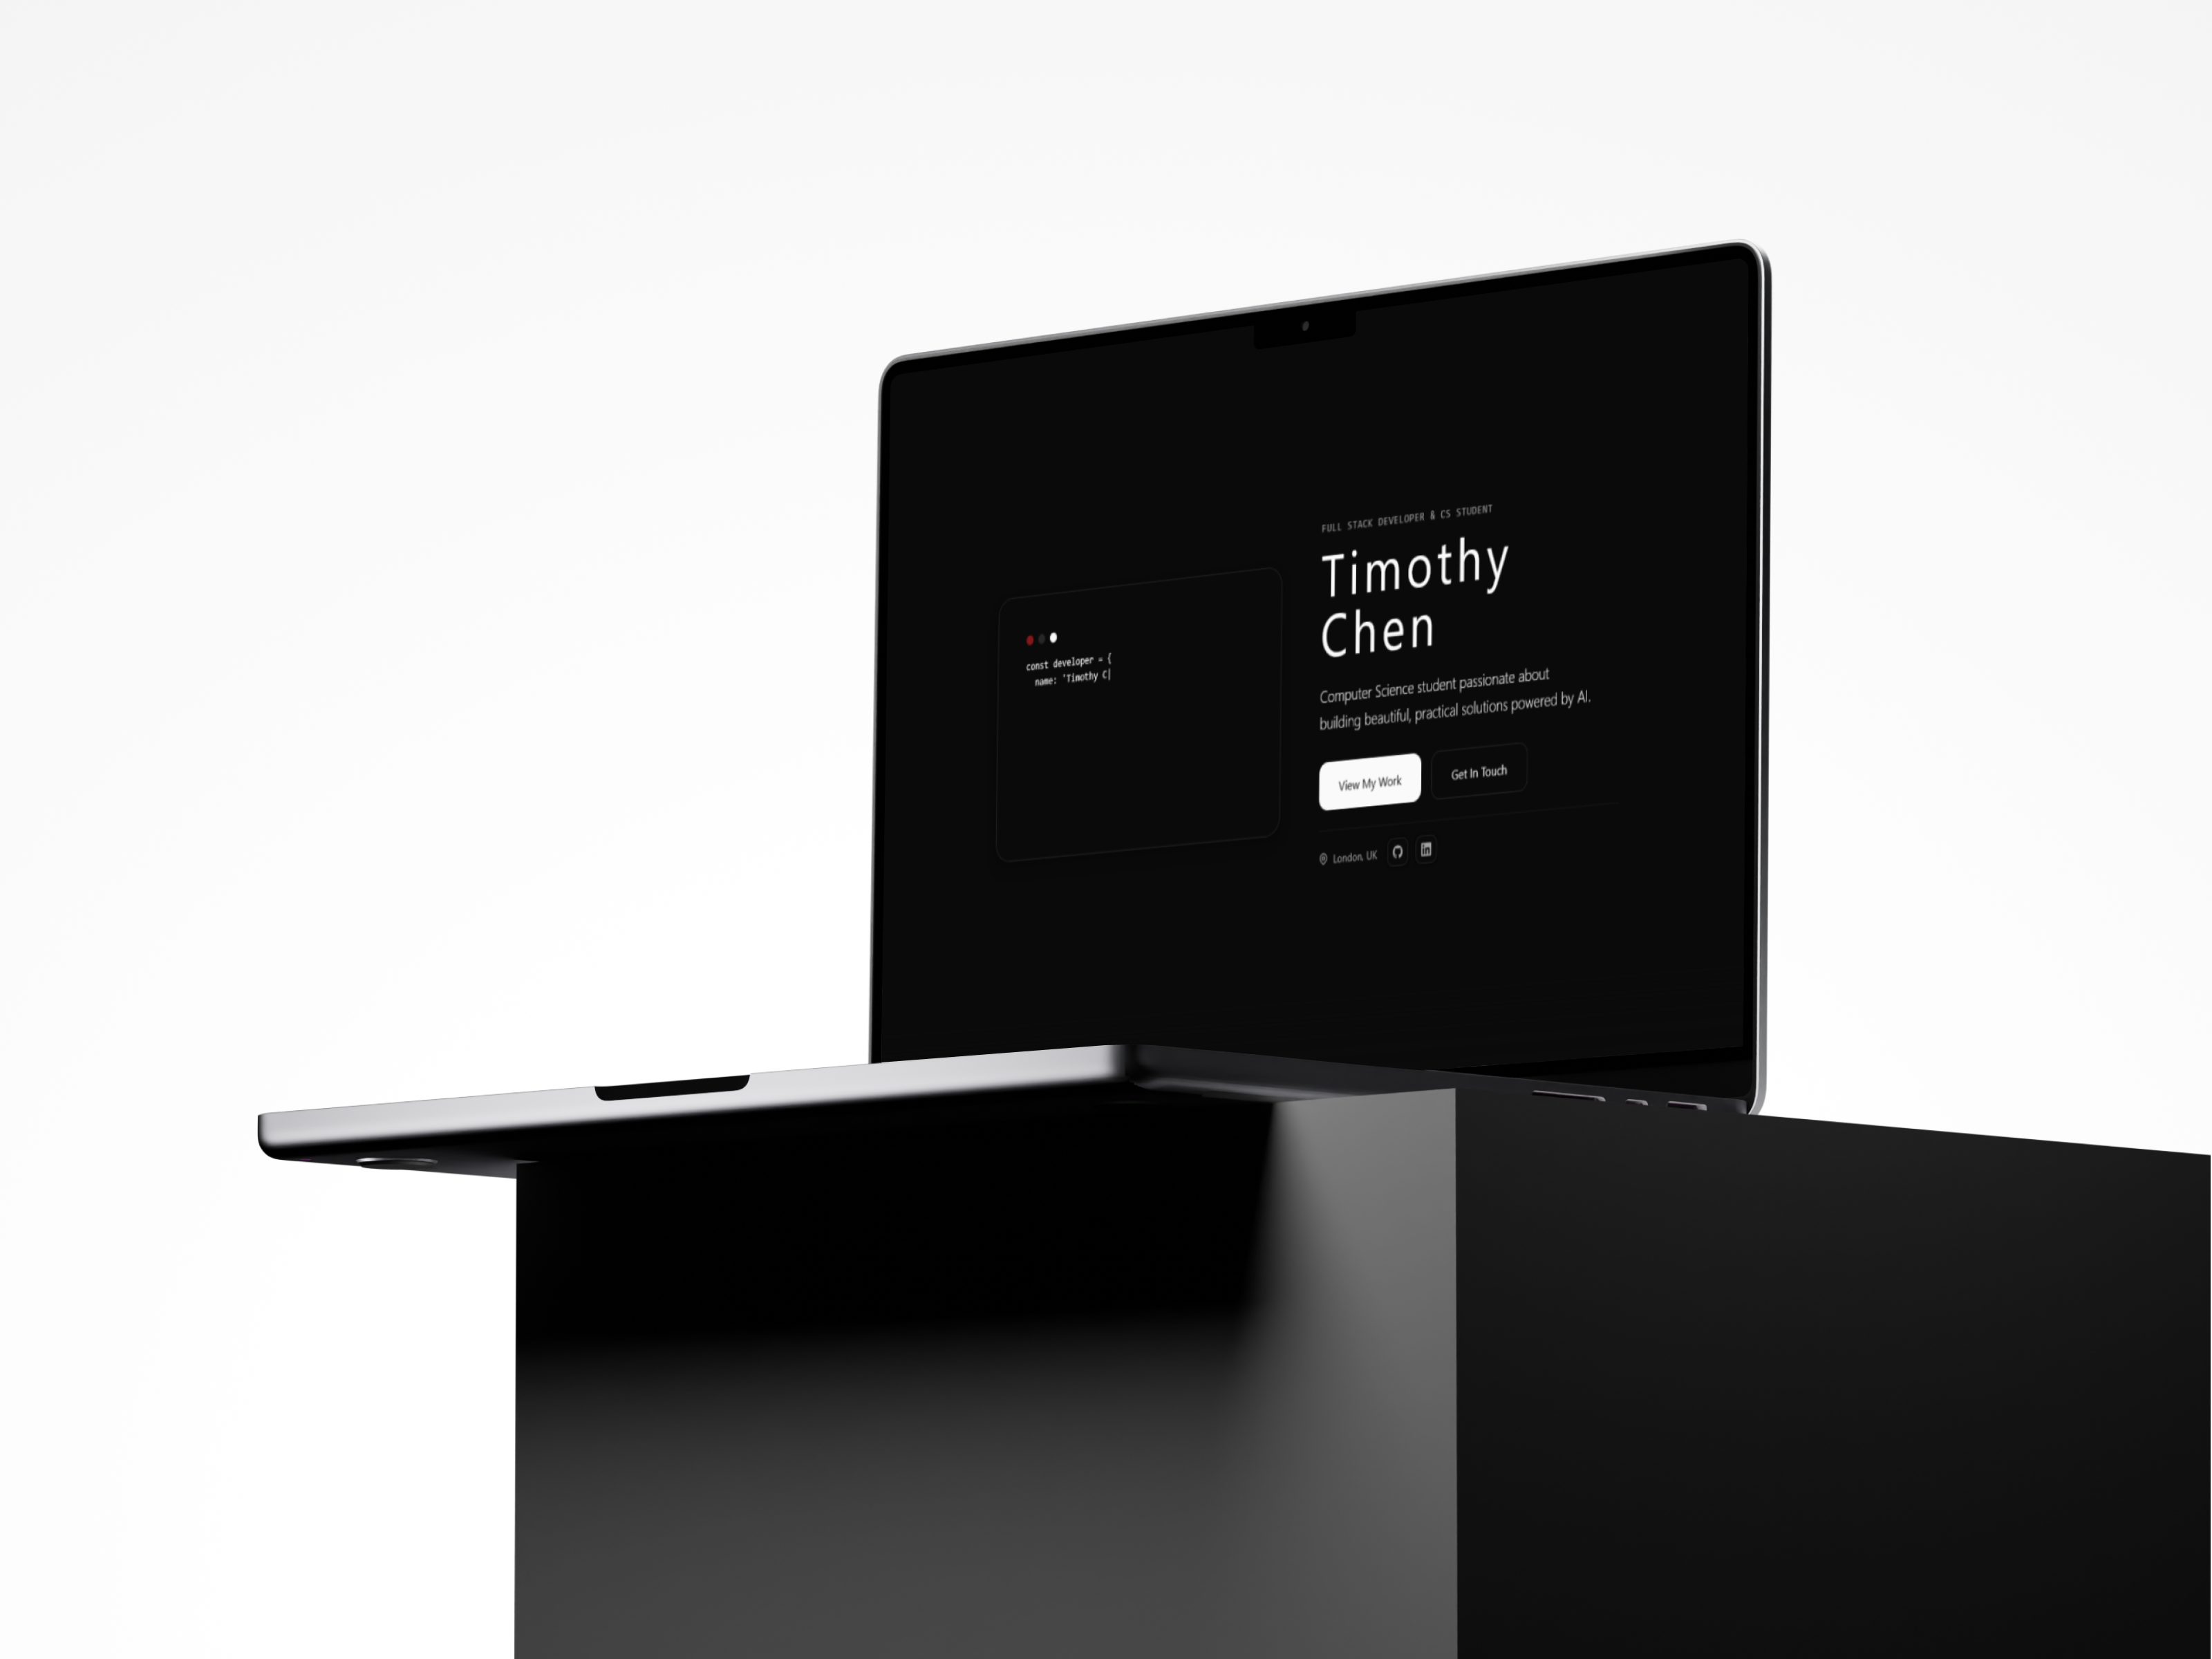 const developer = {
name: 'Timothy C|
FULL STACK DEVELOPER & CS STUDENT
Timothy
Chen
Computer Science student passionate about
building beautiful, practical solutions powered by AI.
View My Work
Get In Touch
London, UK
in